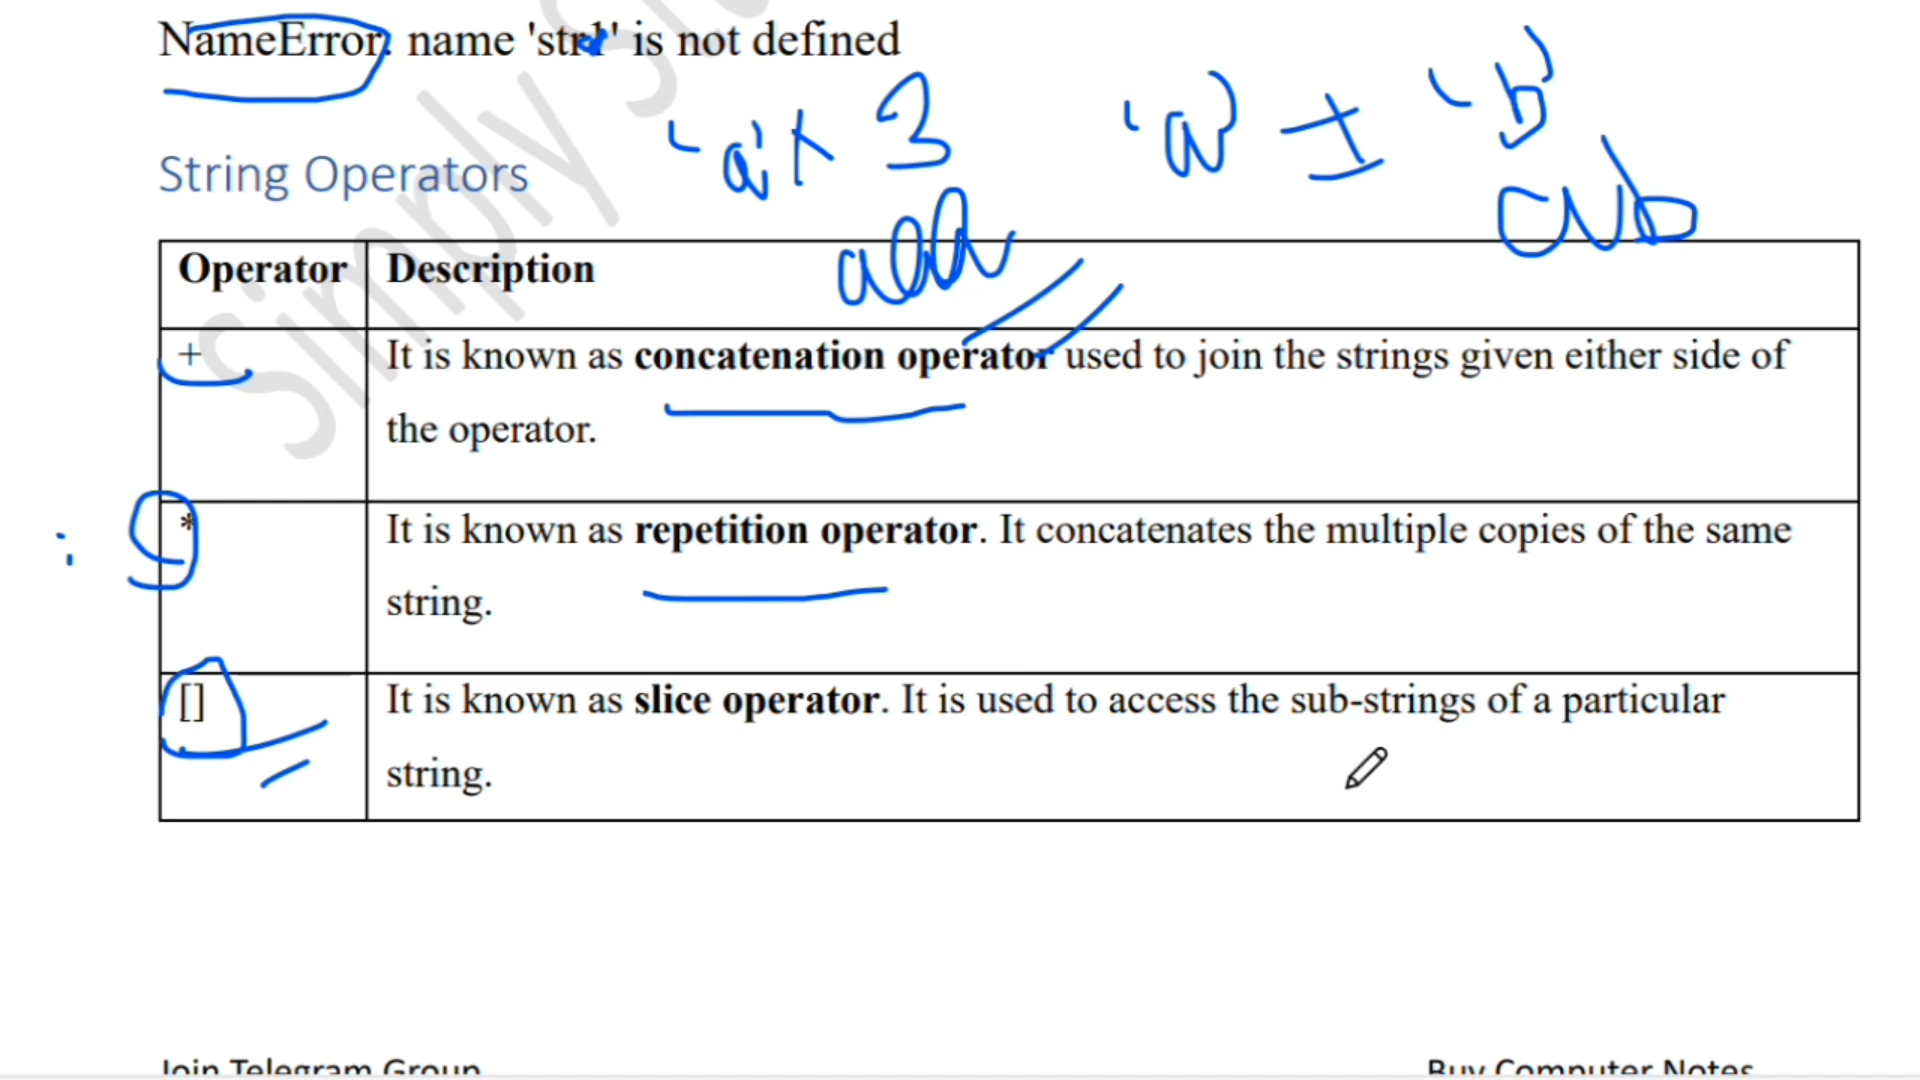 NameError: name 'str1' is not defined
'a' * 3
'a' + 'b'
String Operators
ab
aaa
Operator Description
+ It is known as concatenation operator used to join the strings given either side of
the operator.
* It is known as repetition operator. It concatenates the multiple copies of the same
string.
[] It is known as slice operator. It is used to access the sub-strings of a particular
string.
Simply
Join Telegram Group
Buy Computer Notes